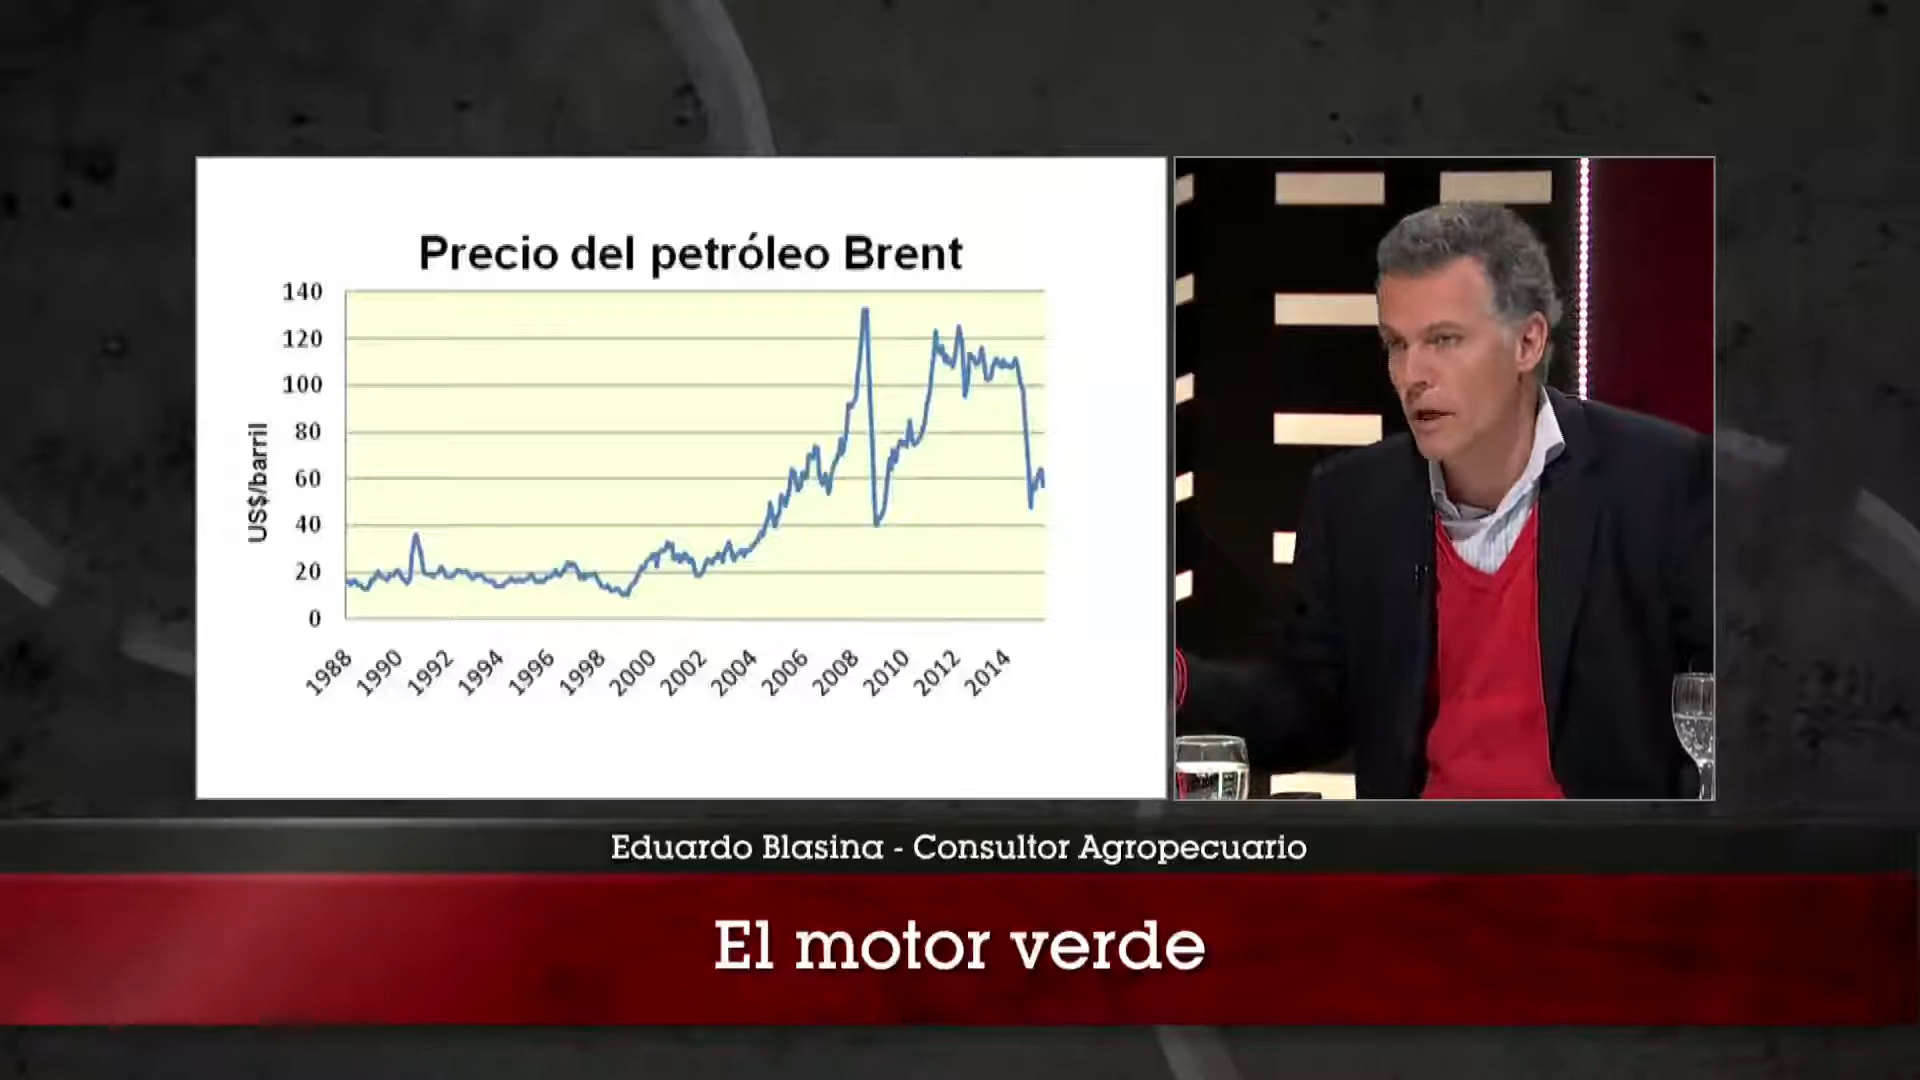 Precio del petróleo Brent
US$/barril
140
120
100
80
60
40
20
0
1988 1990 1992 1994 1996 1998 2000 2002 2004 2006 2008 2010 2012 2014
Eduardo Blasina - Consultor Agropecuario
El motor verde